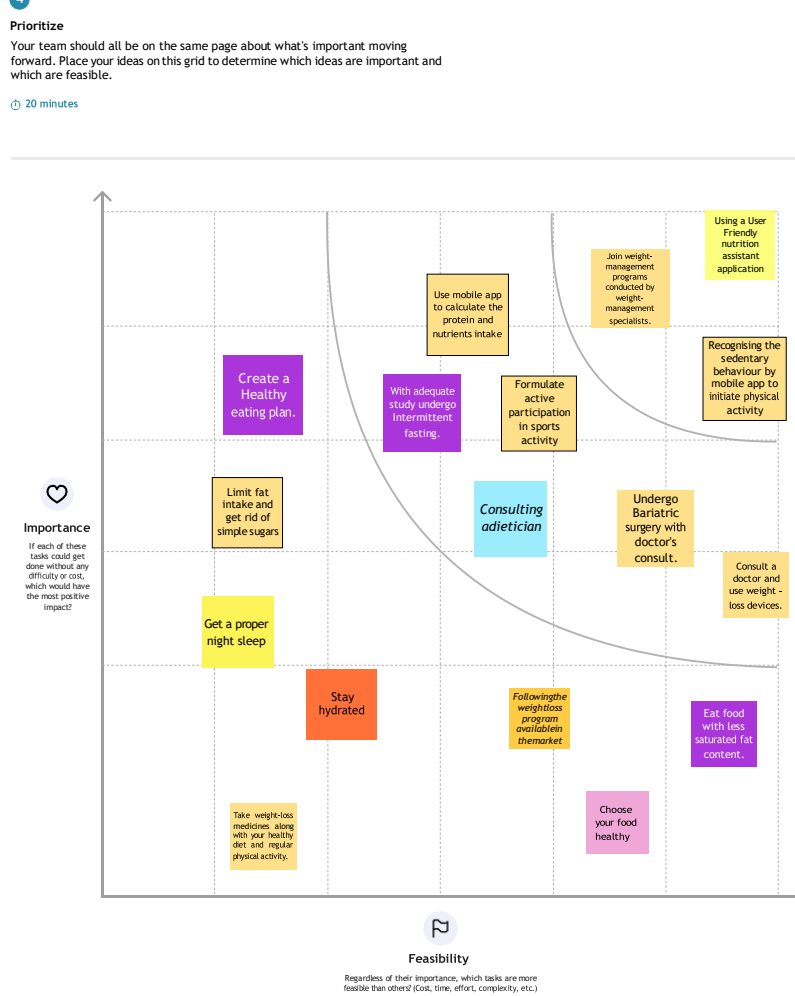 4
Prioritize
Your team should all be on the same page about what's important moving
forward. Place your ideas on this grid to determine which ideas are important and
which are feasible.
20 minutes
Using a User
Friendly
nutrition
assistant
application
Join weight-
management
programs
conducted by
weight-
management
specialists.
Use mobile app
to calculate the
protein and
nutrients intake
Recognising the
sedentary
behaviour by
mobile app to
initiate physical
activity
Create a
Healthy
eating plan.
With adequate
study undergo
Intermittent
fasting.
Formulate
active
participation
in sports
activity
Limit fat
intake and
get rid of
simple sugars
Consulting
adietician
Undergo
Bariatric
surgery with
doctor's
consult.
Importance
If each of these
tasks could get
done without any
difficulty or cost,
which would have
the most positive
impact?
Consult a
doctor and
use weight -
loss devices.
Get a proper
night sleep
Stay
hydrated
Followingthe
weightloss
program
availablein
themarket
Eat food
with less
saturated fat
content.
Take weight-loss
medicines along
with your healthy
diet and regular
physical activity.
Choose
your food
healthy
Feasibility
Regardless of their importance, which tasks are more
feasible than others? (Cost, time, effort, complexity, etc.)